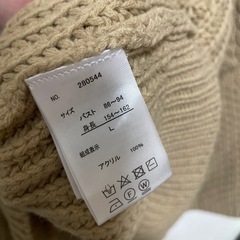 NO. 280544
サイズ バスト 86~94
身長 154~162
L
組成表示
アクリル 100%
F W